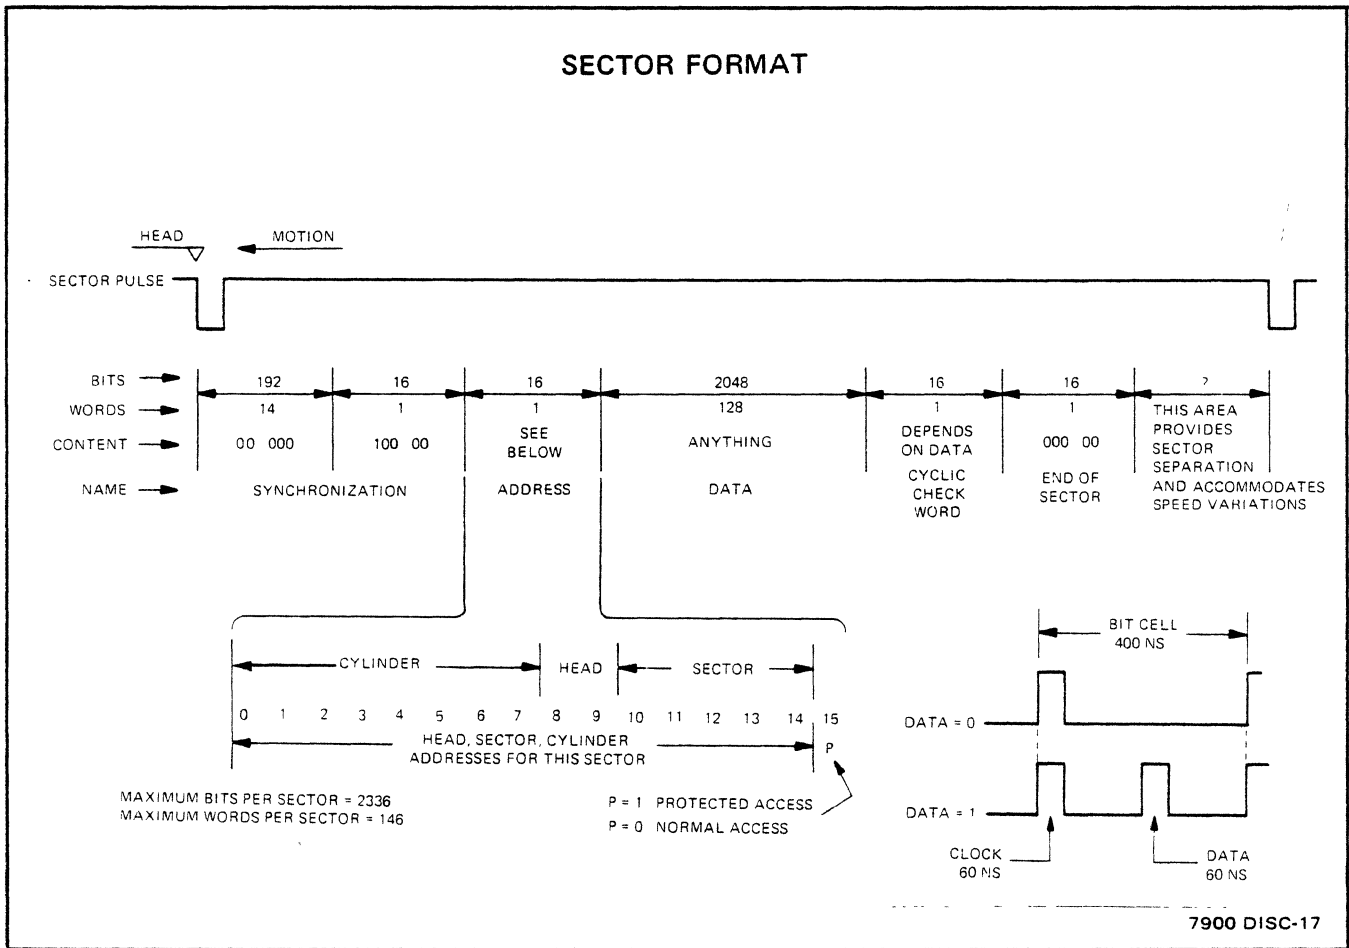 SECTOR FORMAT
HEAD
MOTION
SECTOR PULSE
BITS 192 16 16 2048 16 16 ?
WORDS 14 1 1 128 1 1
CONTENT 00 000 100 00 SEE BELOW ANYTHING DEPENDS ON DATA 000 00
NAME SYNCHRONIZATION ADDRESS DATA CYCLIC CHECK WORD END OF SECTOR
THIS AREA
PROVIDES
SECTOR
SEPARATION
AND ACCOMMODATES
SPEED VARIATIONS
CYLINDER HEAD SECTOR
0 1 2 3 4 5 6 7 8 9 10 11 12 13 14 15
HEAD, SECTOR, CYLINDER
ADDRESSES FOR THIS SECTOR
P
MAXIMUM BITS PER SECTOR = 2336
MAXIMUM WORDS PER SECTOR = 146
P = 1 PROTECTED ACCESS
P = 0 NORMAL ACCESS
BIT CELL
400 NS
DATA = 0
DATA = 1
CLOCK
60 NS
DATA
60 NS
7900 DISC-17